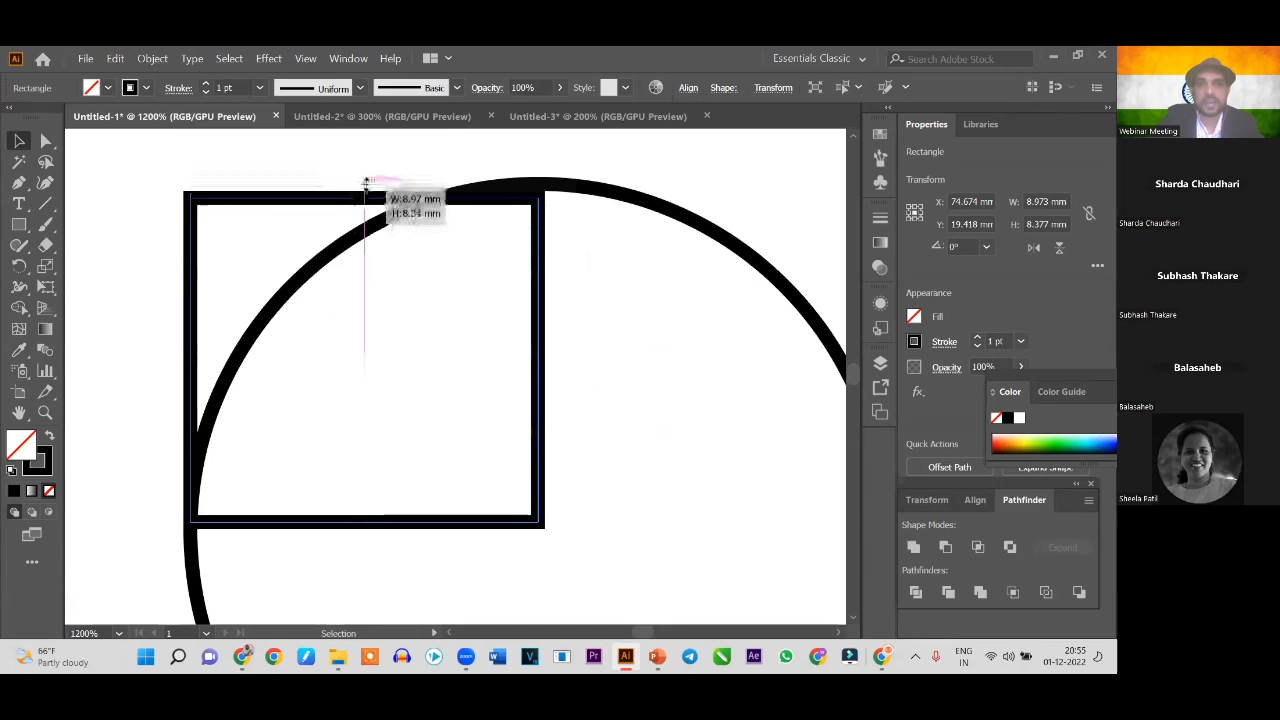 Ai File Edit Object Type Select Effect View Window Help Essentials Classic Search Adobe Stock
Rectangle Stroke: 1 pt Uniform Basic Opacity: 100% Style: Align Shape: Transform
Untitled-1* @ 1200% (RGB/GPU Preview) Untitled-2* @ 300% (RGB/GPU Preview) Untitled-3* @ 200% (RGB/GPU Preview)
Properties Libraries
Rectangle
Transform
X: 74.674 mm W: 8.973 mm
Y: 19.418 mm H: 8.377 mm
0°
Appearance
Fill
Stroke 1 pt
Opacity 100%
fx.
Color Color Guide
Quick Actions
Offset Path Expand Shape
Transform Align Pathfinder
Shape Modes:
Expand
Pathfinders:
W:8.97 mm
1200% 1 Selection
Webinar Meeting
Sharda Chaudhari
Sharda Chaudhari
Subhash Thakare
Subhash Thakare
Balasaheb
Balasaheb
Sheela Patil
66°F
Partly cloudy
W V Pr Ai P Ae
ENG
IN
20:55
01-12-2022